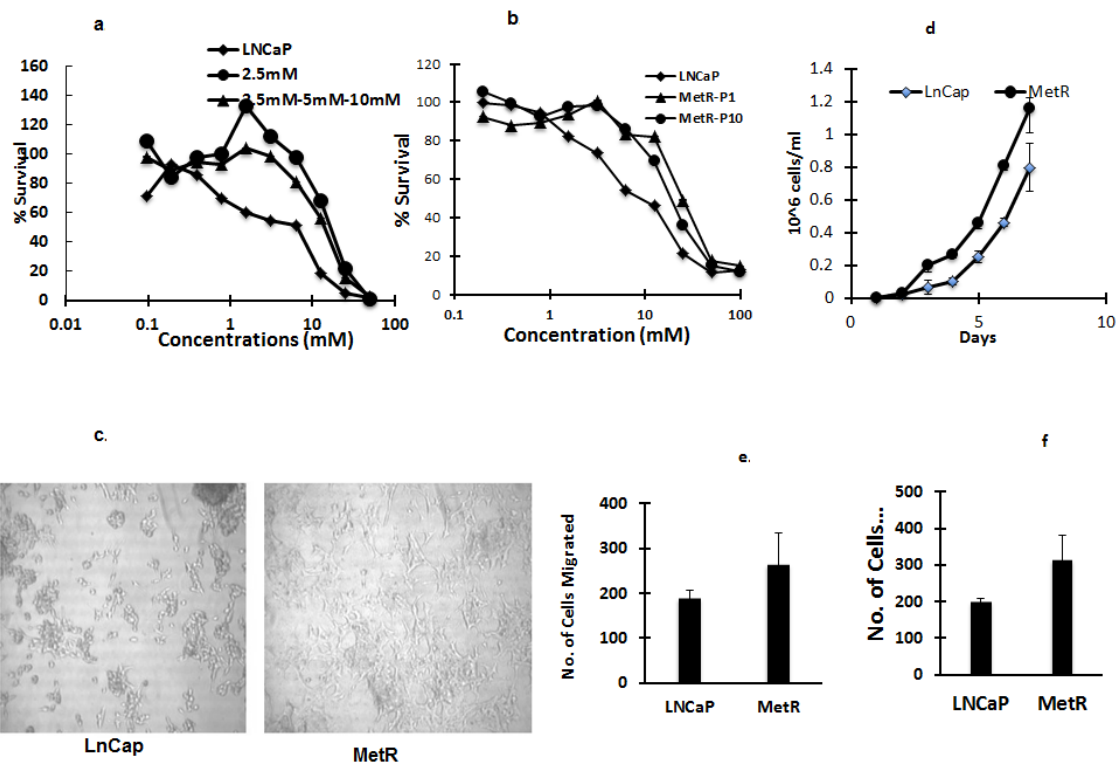 a
LNCaP
2.5mM
2.5mM-5mM-10mM
% Survival
160
140
120
100
80
60
40
20
0
0.01
0.1
1
10
100
Concentrations (mM)
b
LNCaP
MetR-P1
MetR-P10
% Survival
120
100
80
60
40
20
0
0.1
1
10
100
Concentration (mM)
d
LnCap
MetR
10^6 cells/ml
1.4
1.2
1
0.8
0.6
0.4
0.2
0
0
5
10
Days
c.
LnCap
MetR
e.
No. of Cells Migrated
400
300
200
100
0
LNCaP
MetR
f
No. of Cells...
500
400
300
200
100
0
LNCaP
MetR